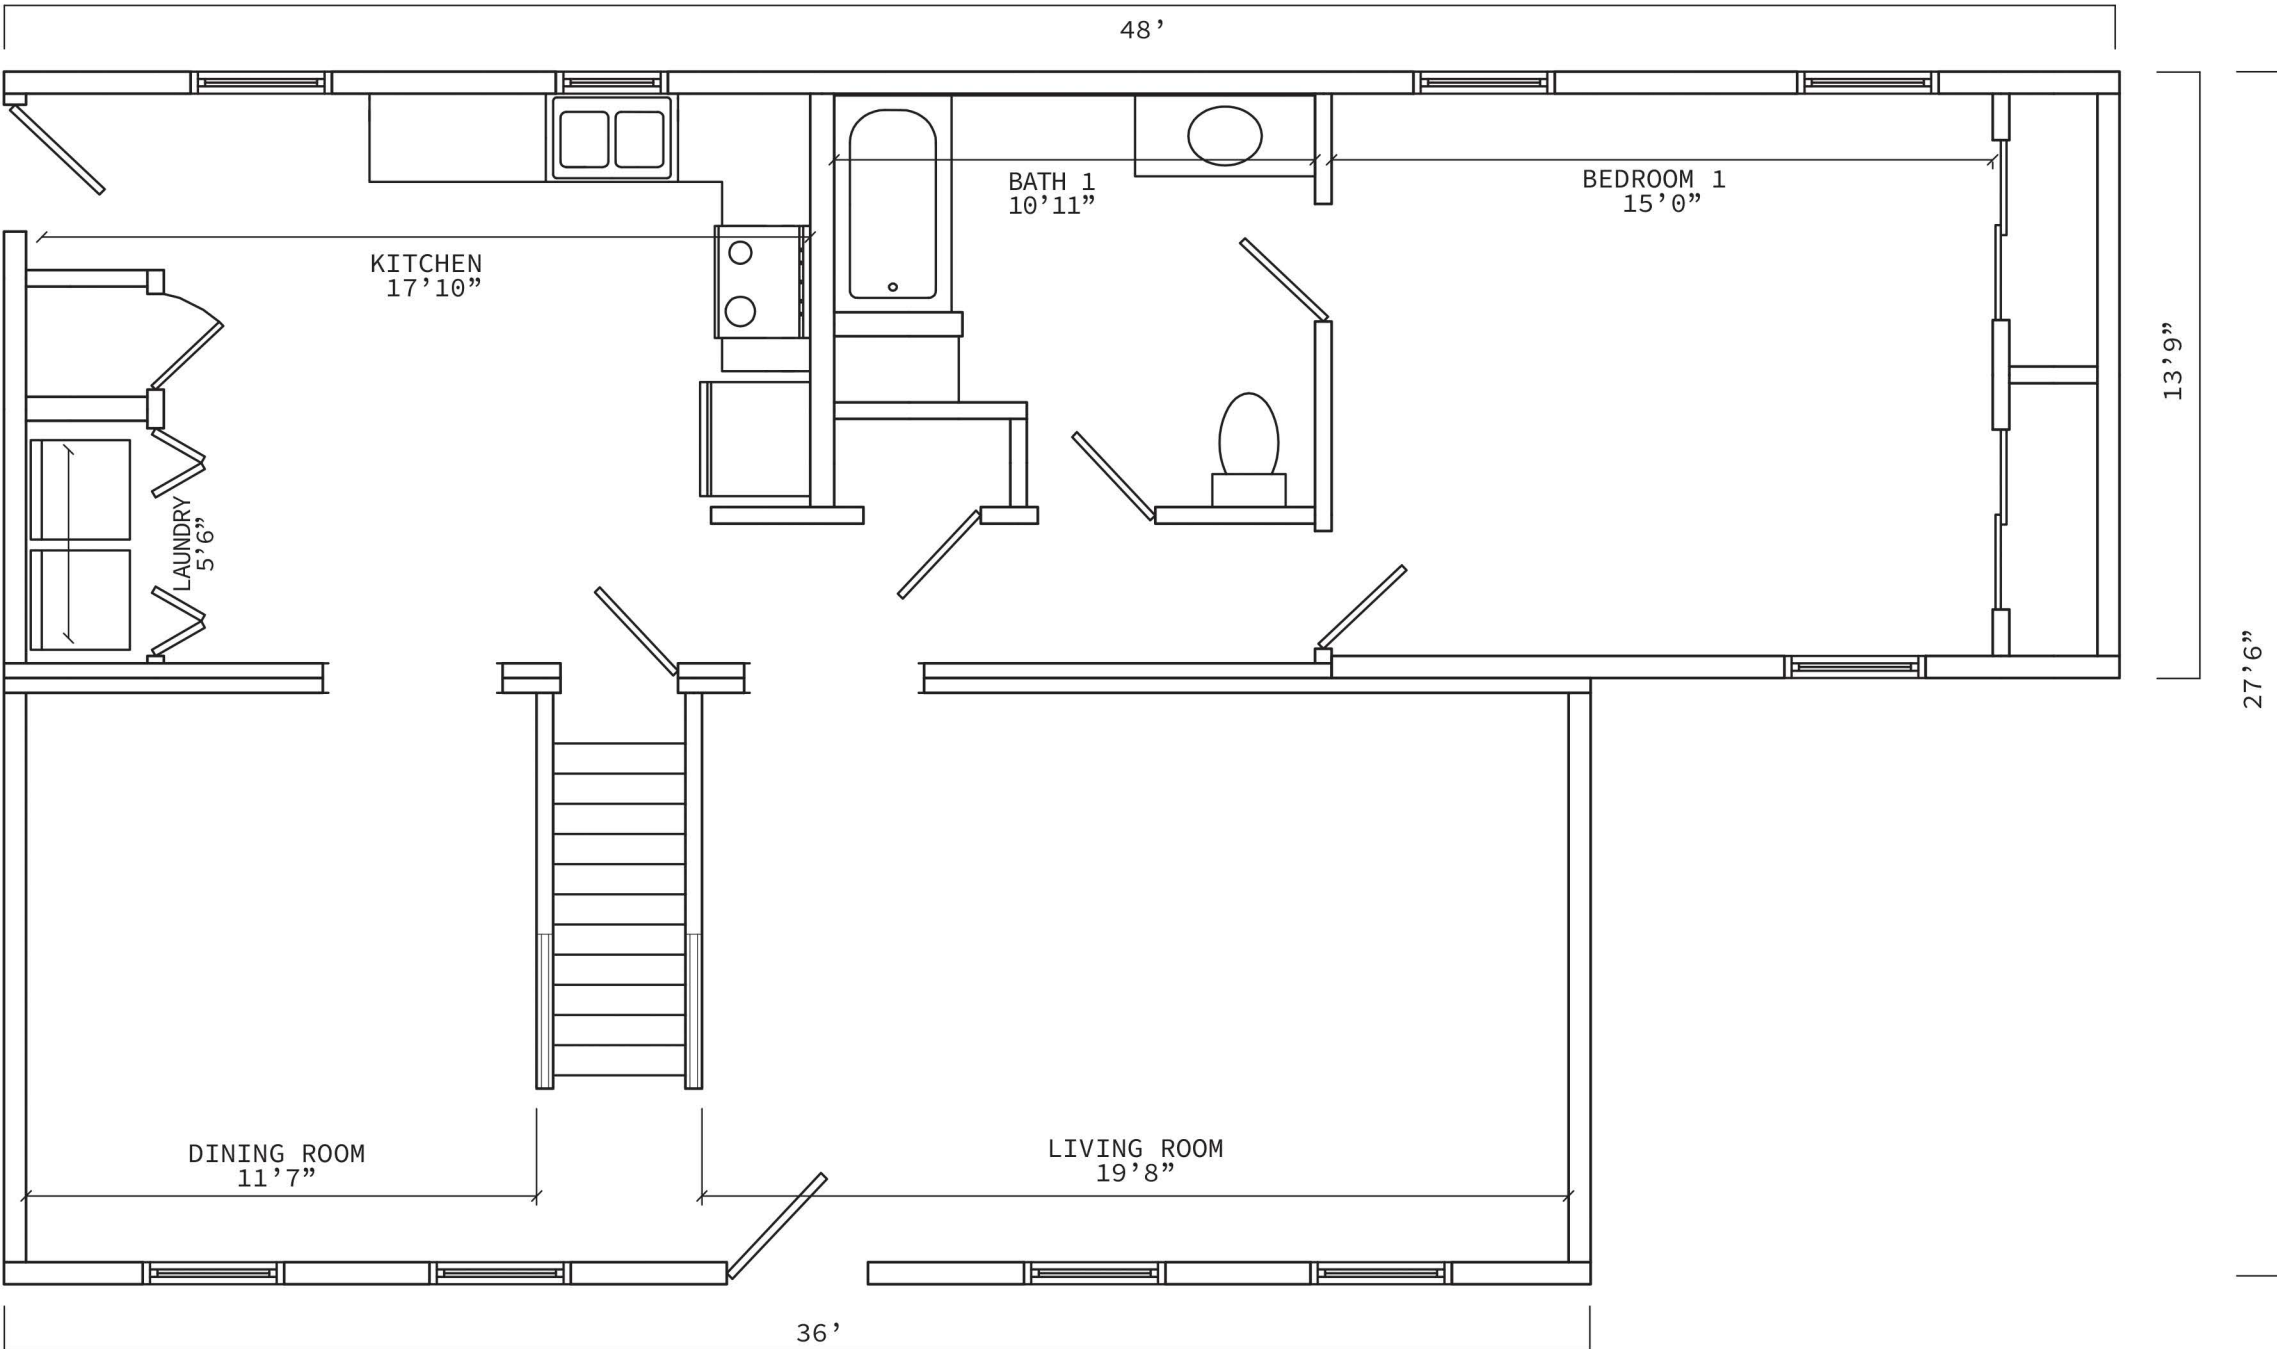 48’
BATH 1
10’11”
BEDROOM 1
15’0”
KITCHEN
17’10”
13’9”
LAUNDRY
5’6”
27’6”
DINING ROOM
11’7”
LIVING ROOM
19’8”
36’